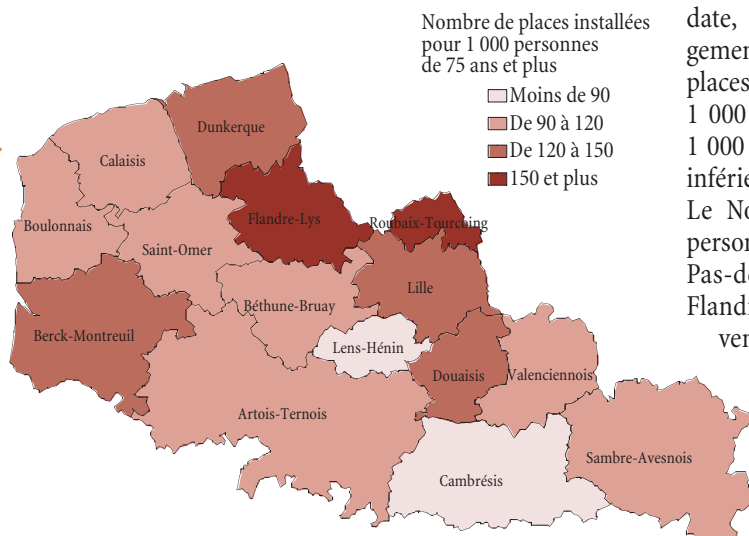 Nombre de places installées
pour 1 000 personnes
de 75 ans et plus
Moins de 90
De 90 à 120
De 120 à 150
150 et plus
Dunkerque
Calaisis
Flandre-Lys
Roubaix-Tourcoing
Boulonnais
Saint-Omer
Lille
Béthune-Bruay
Berck-Montreuil
Lens-Hénin
Douaisis
Valenciennois
Artois-Ternois
Sambre-Avesnois
Cambrésis
date,
gemen
places
1 000
1 000
inférie
Le No
person
Pas-de
Flandr
ven